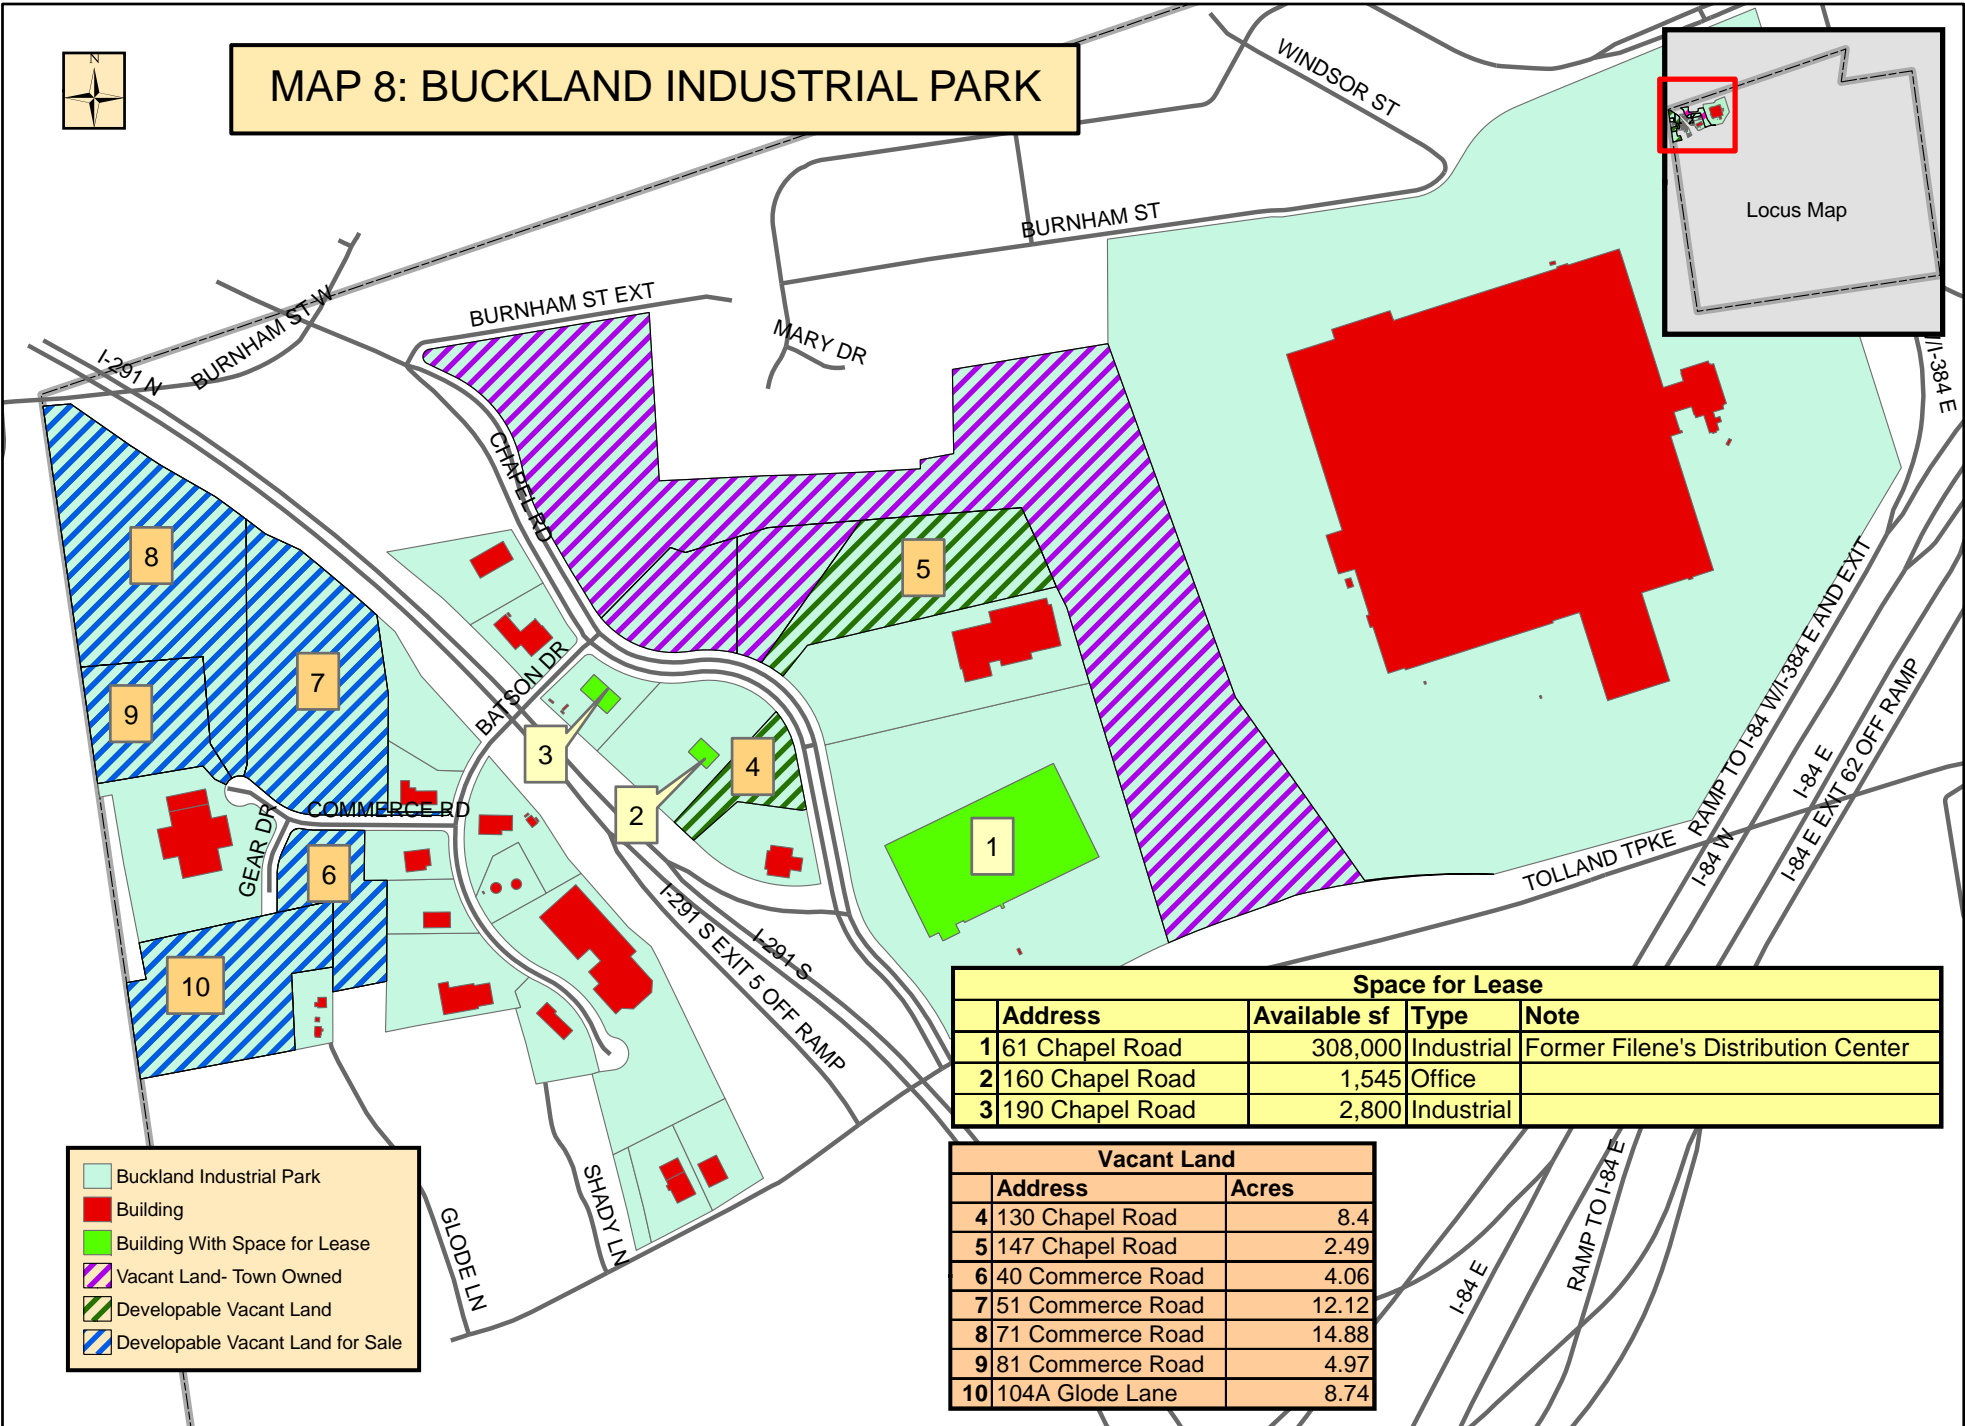 N
MAP 8: BUCKLAND INDUSTRIAL PARK
WINDSOR ST
Locus Map
BURNHAM ST
BURNHAM ST EXT
BURNHAM ST W
MARY DR
I-291 N
W/I-384 E
CHAPEL RD
8
5
7
9
BATSON DR
3
4
2
1
COMMERCE RD
GEAR DR
6
10
RAMP TO I-84 W/I-384 E AND EXIT
I-84 E
I-84 E EXIT 62 OFF RAMP
TOLLAND TPKE
I-84 W
I-291 S
I-291 S EXIT 5 OFF RAMP
Space for Lease
Address Available sf Type Note
1 61 Chapel Road 308,000 Industrial Former Filene's Distribution Center
2 160 Chapel Road 1,545 Office
3 190 Chapel Road 2,800 Industrial
Vacant Land
Address Acres
4 130 Chapel Road 8.4
5 147 Chapel Road 2.49
6 40 Commerce Road 4.06
7 51 Commerce Road 12.12
8 71 Commerce Road 14.88
9 81 Commerce Road 4.97
10 104A Glode Lane 8.74
Buckland Industrial Park
Building
Building With Space for Lease
Vacant Land- Town Owned
Developable Vacant Land
Developable Vacant Land for Sale
GLODE LN
SHADY LN
I-84 E
RAMP TO I-84 E